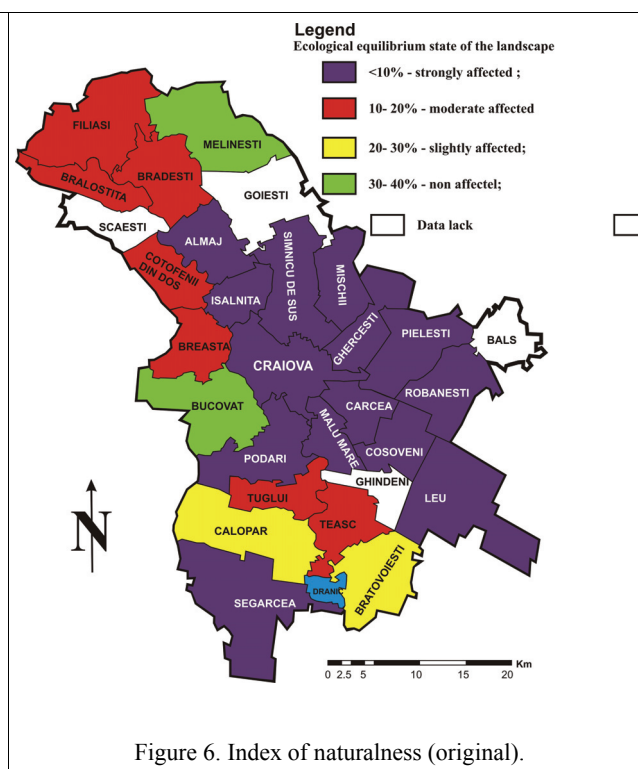 Legend
Ecological equilibrium state of the landscape
<10% - strongly affected ;
10- 20% - moderate affected
20- 30% - slightly affected;
30- 40% - non affectel;
Data lack
FILIASI
MELINESTI
BRADESTI
BRALOSTITA
GOIESTI
SCAESTI
ALMAJ
SIMNICU DE SUS
MISCHII
COTOFENII
DIN DOS
ISALNITA
GHERCESTI
PIELESTI
BALS
BREASTA
CRAIOVA
ROBANESTI
BUCOVAT
CARCEA
MALU MARE
COSOVENI
PODARI
GHINDENI
LEU
TUGLUI
TEASC
CALOPAR
BRATOVOIESTI
DRANIC
SEGARCEA
N
Km
0 2.5 5 10 15 20
Figure 6. Index of naturalness (original).